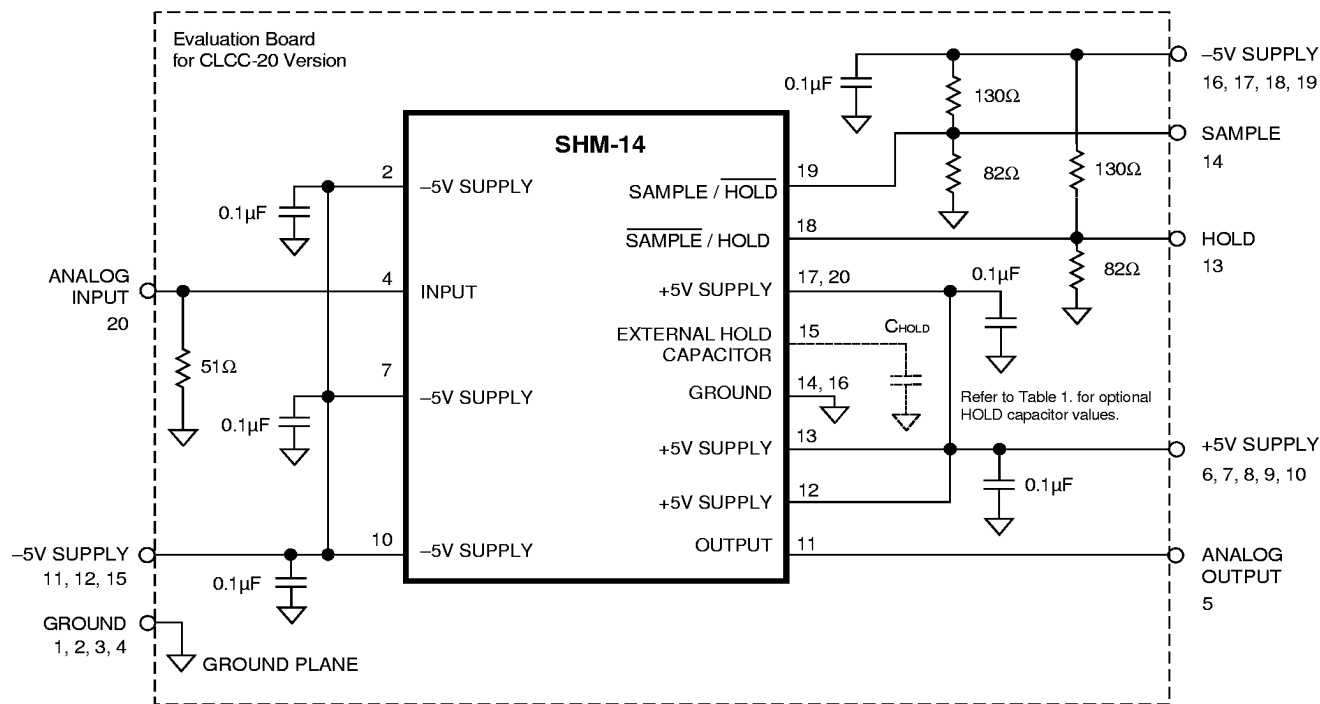 Evaluation Board
for CLCC-20 Version
SHM-14
2
–5V SUPPLY
0.1µF
ANALOG
INPUT
20
4
INPUT
51Ω
7
–5V SUPPLY
0.1µF
–5V SUPPLY
11, 12, 15
10
–5V SUPPLY
0.1µF
GROUND
1, 2, 3, 4
GROUND PLANE
19
SAMPLE / HOLD
18
SAMPLE / HOLD
17, 20
+5V SUPPLY
15
EXTERNAL HOLD
CAPACITOR
14, 16
GROUND
13
+5V SUPPLY
12
+5V SUPPLY
11
OUTPUT
0.1µF
130Ω
82Ω
130Ω
82Ω
0.1µF
CHOLD
Refer to Table 1. for optional
HOLD capacitor values.
0.1µF
–5V SUPPLY
16, 17, 18, 19
SAMPLE
14
HOLD
13
+5V SUPPLY
6, 7, 8, 9, 10
ANALOG
OUTPUT
5